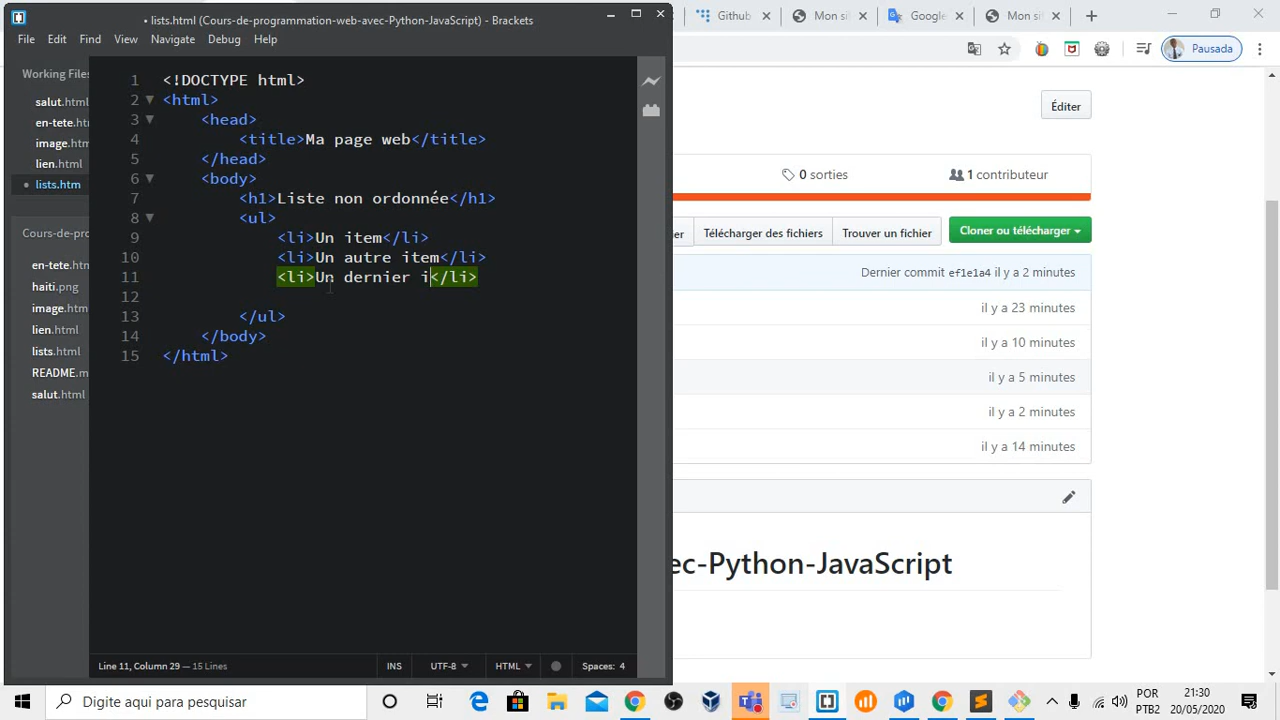 • lists.html (Cours-de-programmation-web-avec-Python-JavaScript) - Brackets
File Edit Find View Navigate Debug Help
Working Files
salut.html
en-tete.html
image.html
lien.html
• lists.htm
Cours-de-pro
en-tete.html
haiti.png
image.html
lien.html
lists.html
README.m
salut.html
1 <!DOCTYPE html>
2 <html>
3 <head>
4 <title>Ma page web</title>
5 </head>
6 <body>
7 <h1>Liste non ordonnée</h1>
8 <ul>
9 <li>Un item</li>
10 <li>Un autre item</li>
11 <li>Un dernier i</li>
12
13 </ul>
14 </body>
15 </html>
Line 11, Column 29 — 15 Lines
INS UTF-8 HTML Spaces: 4
Github Mon sit Google Mon sit
Pausada
Éditer
0 sorties 1 contributeur
ier Télécharger des fichiers Trouver un fichier Cloner ou télécharger
Dernier commit ef1e1a4 il y a 2 minutes
il y a 23 minutes
il y a 10 minutes
il y a 5 minutes
il y a 2 minutes
il y a 14 minutes
ec-Python-JavaScript
Digite aqui para pesquisar
POR
PTB2
21:30
20/05/2020